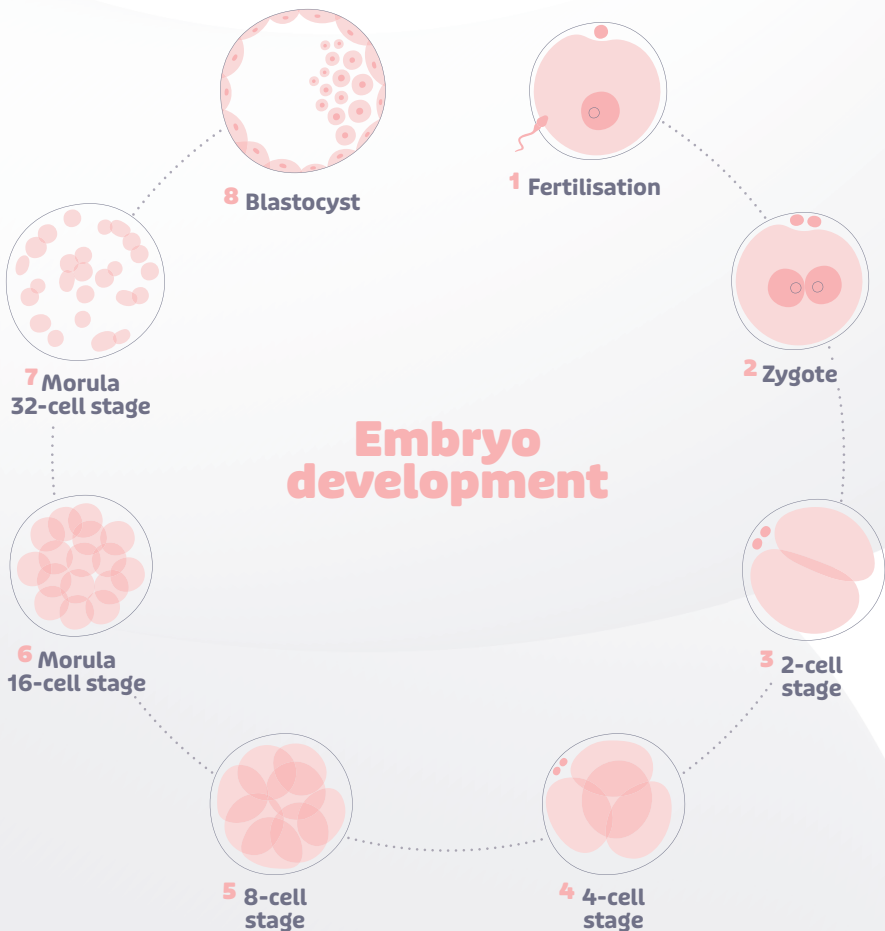 Embryo
development
1 Fertilisation
2 Zygote
3 2-cell
stage
4 4-cell
stage
5 8-cell
stage
6 Morula
16-cell stage
7 Morula
32-cell stage
8 Blastocyst